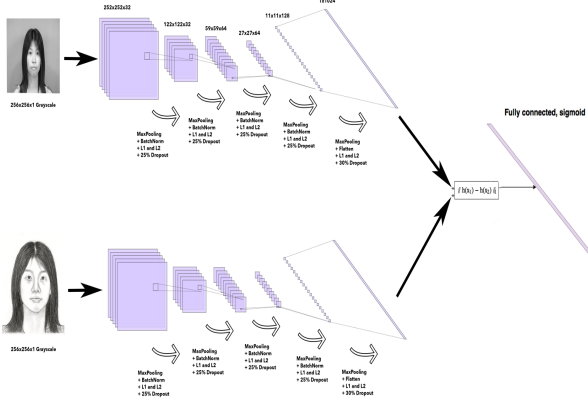 252x252x32
122x122x32
59x59x64
27x27x64
11x11x128
256x256x1 Grayscale
MaxPooling
+ BatchNorm
+ L1 and L2
+ 25% Dropout
MaxPooling
+ BatchNorm
+ L1 and L2
+ 25% Dropout
MaxPooling
+ BatchNorm
+ L1 and L2
+ 25% Dropout
MaxPooling
+ BatchNorm
+ L1 and L2
+ 25% Dropout
MaxPooling
+ Flatten
+ L1 and L2
+ 30% Dropout
Fully connected, sigmoid
256x256x1 Grayscale
MaxPooling
+ BatchNorm
+ L1 and L2
+ 25% Dropout
MaxPooling
+ BatchNorm
+ L1 and L2
+ 25% Dropout
MaxPooling
+ BatchNorm
+ L1 and L2
+ 25% Dropout
MaxPooling
+ BatchNorm
+ L1 and L2
+ 25% Dropout
MaxPooling
+ Flatten
+ L1 and L2
+ 30% Dropout